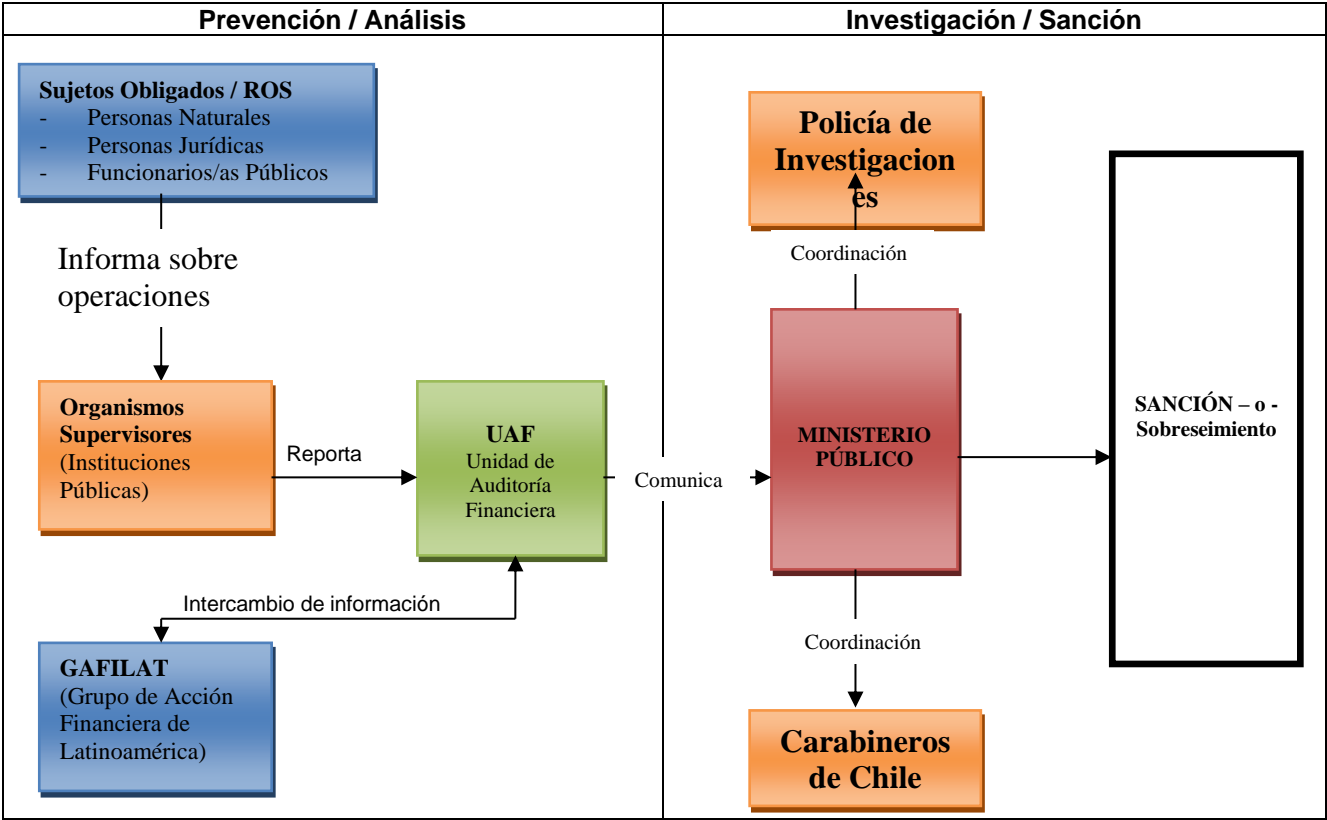 Prevención / Análisis
Investigación / Sanción
Sujetos Obligados / ROS
- Personas Naturales
- Personas Jurídicas
- Funcionarios/as Públicos
Informa sobre
operaciones
Organismos
Supervisores
(Instituciones
Públicas)
Reporta
UAF
Unidad de
Auditoría
Financiera
Intercambio de información
GAFILAT
(Grupo de Acción
Financiera de
Latinoamérica)
Comunica
Policía de
Investigacion
es
Coordinación
MINISTERIO
PÚBLICO
Coordinación
Carabineros
de Chile
SANCIÓN – o -
Sobreseimiento